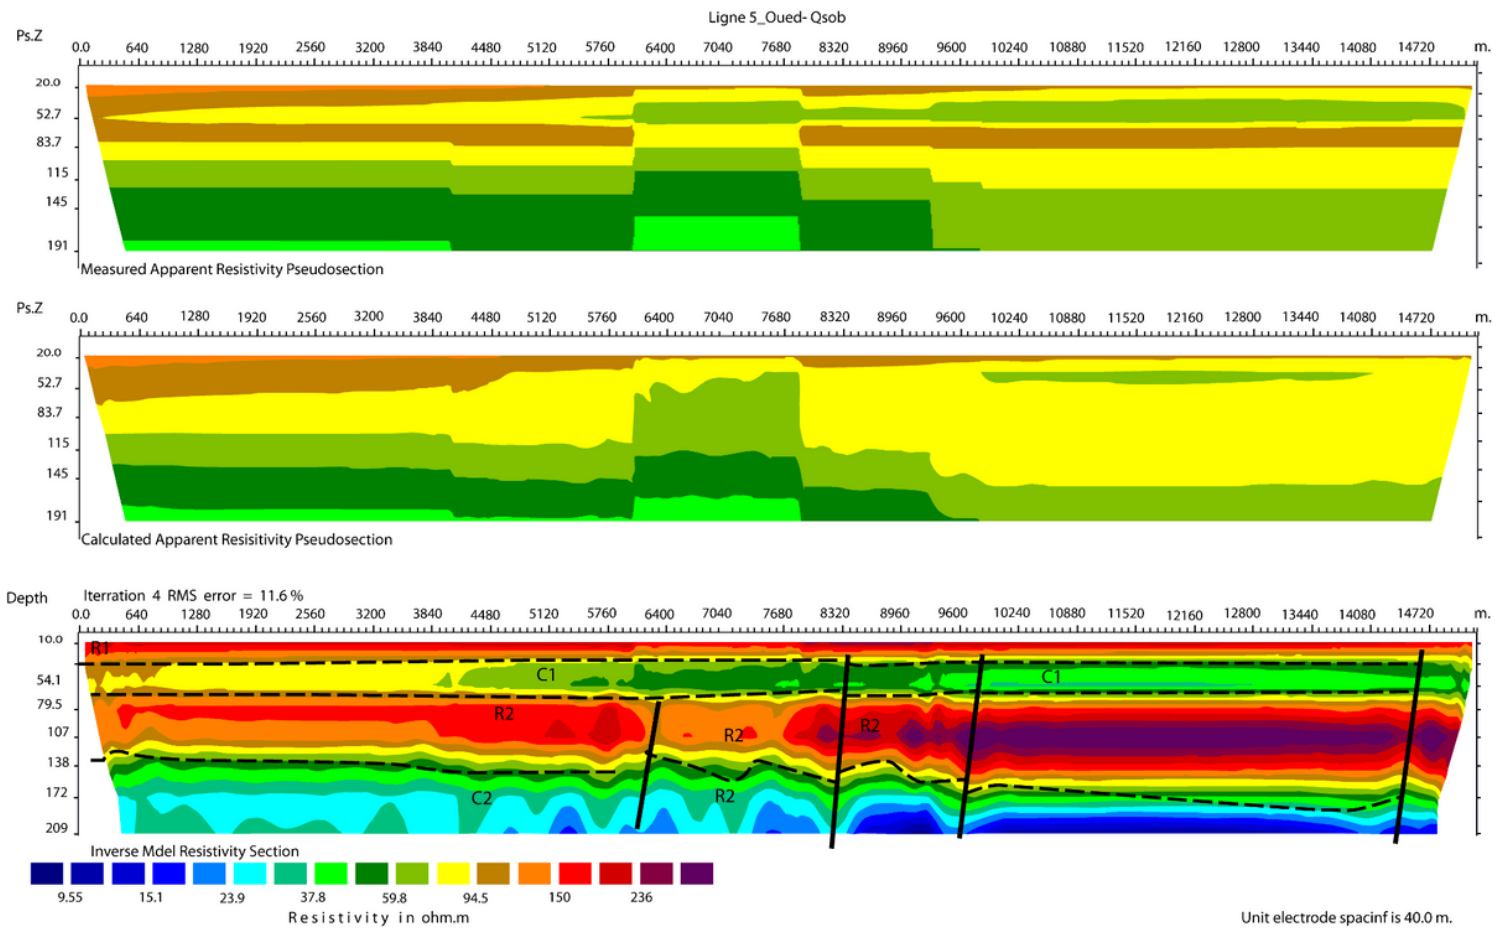 Ligne 5_Oued- Qsob
Ps.Z
0.0 640 1280 1920 2560 3200 3840 4480 5120 5760 6400 7040 7680 8320 8960 9600 10240 10880 11520 12160 12800 13440 14080 14720 m.
20.0
52.7
83.7
115
145
191
Measured Apparent Resistivity Pseudosection
Ps.Z
0.0 640 1280 1920 2560 3200 3840 4480 5120 5760 6400 7040 7680 8320 8960 9600 10240 10880 11520 12160 12800 13440 14080 14720 m.
20.0
52.7
83.7
115
145
191
Calculated Apparent Resisitivity Pseudosection
Depth Iterration 4 RMS error = 11.6 %
0.0 640 1280 1920 2560 3200 3840 4480 5120 5760 6400 7040 7680 8320 8960 9600 10240 10880 11520 12160 12800 13440 14080 14720 m.
10.0 R1
54.1 C1 C1
79.5 R2
107 R2 R2
138
172 C2 R2
209
Inverse Mdel Resistivity Section
9.55 15.1 23.9 37.8 59.8 94.5 150 236
Resistivity in ohm.m
Unit electrode spacinf is 40.0 m.